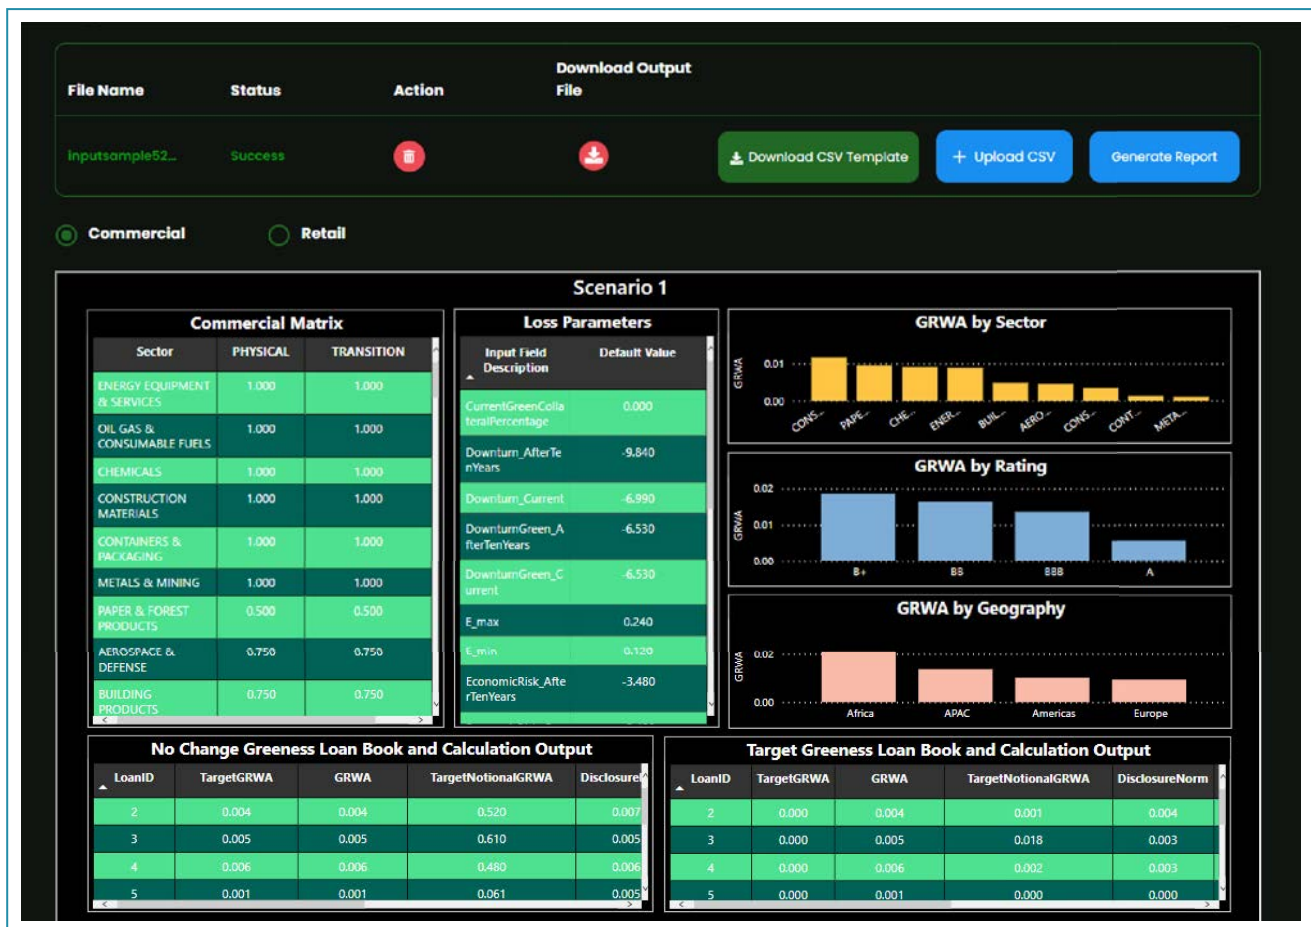 File Name Status Action Download Output
File
inputsample52... Success Download CSV Template + Upload CSV Generate Report
Commercial Retail
Scenario 1
Commercial Matrix
Sector PHYSICAL TRANSITION
ENERGY EQUIPMENT
& SERVICES 1.000 1.000
OIL GAS &
CONSUMABLE FUELS 1.000 1.000
CHEMICALS 1.000 1.000
CONSTRUCTION
MATERIALS 1.000 1.000
CONTAINERS &
PACKAGING 1.000 1.000
METALS & MINING 1.000 1.000
PAPER & FOREST
PRODUCTS 0.500 0.500
AEROSPACE &
DEFENSE 0.750 0.750
BUILDING
PRODUCTS 0.750 0.750
Loss Parameters
Input Field
Description Default Value
CurrentGreenColla
teralPercentage 0.000
Downturn_AfterTe
nYears -9.840
Downturn_Current -6.990
DownturnGreen_A
fterTenYears -6.530
DownturnGreen_C
urrent -6.530
E_max 0.240
E_min 0.120
EconomicRisk_Afte
rTenYears -3.480
GRWA by Sector
GRWA
0.01
0.00
CONS... PAPE... CHE... ENER... BUIL... AERO... CONS... CONT... META...
GRWA by Rating
GRWA
0.02
0.01
0.00
B+ BB BBB A
GRWA by Geography
GRWA
0.02
0.00
Africa APAC Americas Europe
No Change Greeness Loan Book and Calculation Output
LoanID TargetGRWA GRWA TargetNotionalGRWA Disclosure
2 0.004 0.004 0.520 0.007
3 0.005 0.005 0.610 0.005
4 0.006 0.006 0.480 0.006
5 0.001 0.001 0.061 0.005
Target Greeness Loan Book and Calculation Output
LoanID TargetGRWA GRWA TargetNotionalGRWA DisclosureNorm
2 0.000 0.004 0.001 0.004
3 0.000 0.005 0.018 0.003
4 0.000 0.006 0.002 0.003
5 0.000 0.001 0.000 0.000